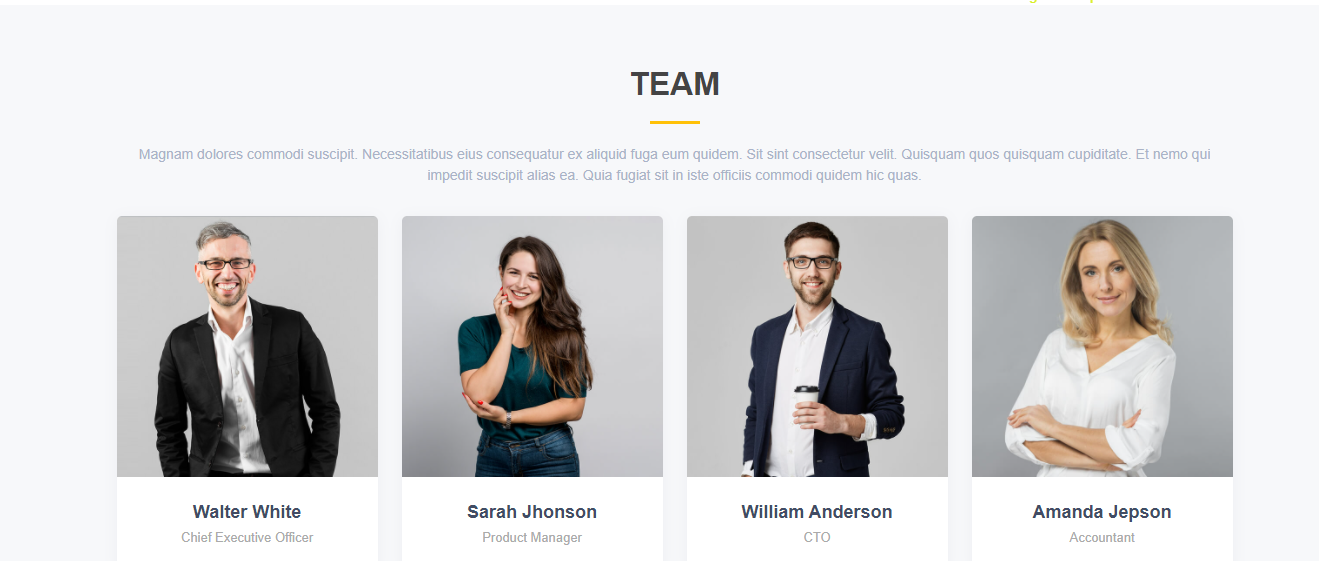 TEAM
Magnam dolores commodi suscipit. Necessitatibus eius consequatur ex aliquid fuga eum quidem. Sit sint consectetur velit. Quisquam quos quisquam cupiditate. Et nemo qui
impedit suscipit alias ea. Quia fugiat sit in iste officiis commodi quidem hic quas.
Walter White
Chief Executive Officer
Sarah Jhonson
Product Manager
William Anderson
CTO
Amanda Jepson
Accountant